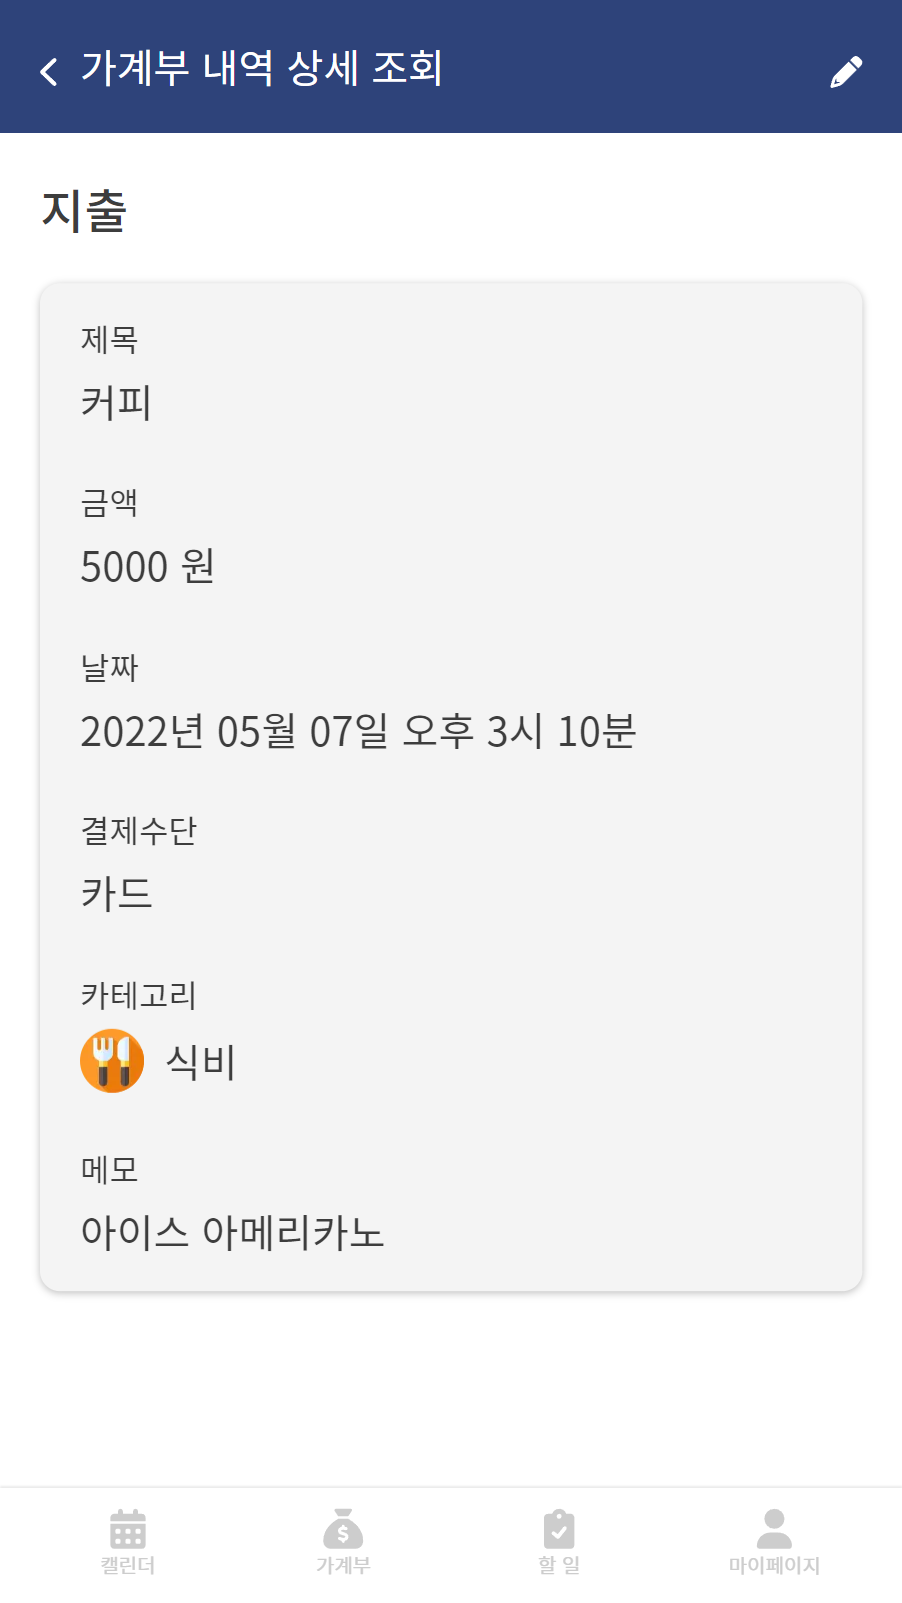 가계부 내역 상세 조회
지출
제목
커피
금액
5000 원
날짜
2022년 05월 07일 오후 3시 10분
결제수단
카드
카테고리
식비
메모
아이스 아메리카노
캘린더
가계부
할 일
마이페이지